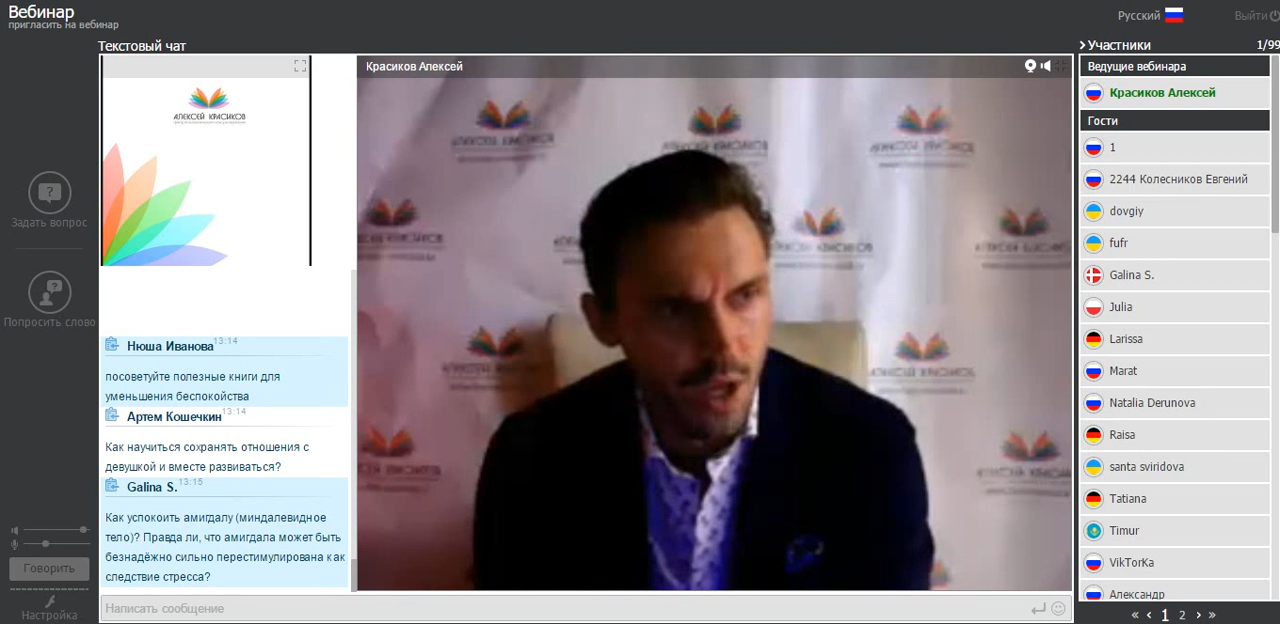 Вебинар
пригласить на вебинар
Русский
Выйти
Текстовый чат
Участники
1/99
АЛЕКСЕЙ КРАСИКОВ
Красиков Алексей
Ведущие вебинара
Красиков Алексей
Гости
1
2244 Колесников Евгений
dovgiy
fufr
Galina S.
Julia
Larissa
Marat
Natalia Derunova
Raisa
santa sviridova
Tatiana
Timur
VikTorKa
Александр
« ‹ 1 2 › »
Задать вопрос
Попросить слово
Говорить
Настройка
Нюша Иванова 13:14
посоветуйте полезные книги для
уменьшения беспокойства
Артем Кошечкин 13:14
Как научиться сохранять отношения с
девушкой и вместе развиваться?
Galina S. 13:15
Как успокоить амигдалу (миндалевидное
тело)? Правда ли, что амигдала может быть
безнадёжно сильно перестимулирована как
следствие стресса?
Написать сообщение